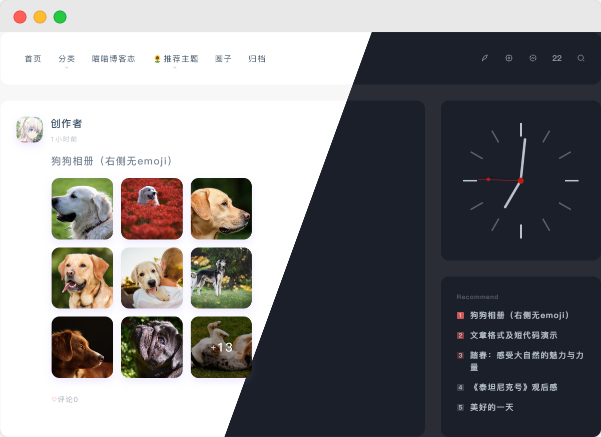 首页 分类 喵喵博客志 🌻推荐主题 圈子 归档
22
创作者
1小时前
狗狗相册（右侧无emoji）
+13
♡评论0
Recommend
1 狗狗相册（右侧无emoji）
2 文章格式及短代码演示
3 踏春：感受大自然的魅力与力
量
4 《泰坦尼克号》观后感
5 美好的一天